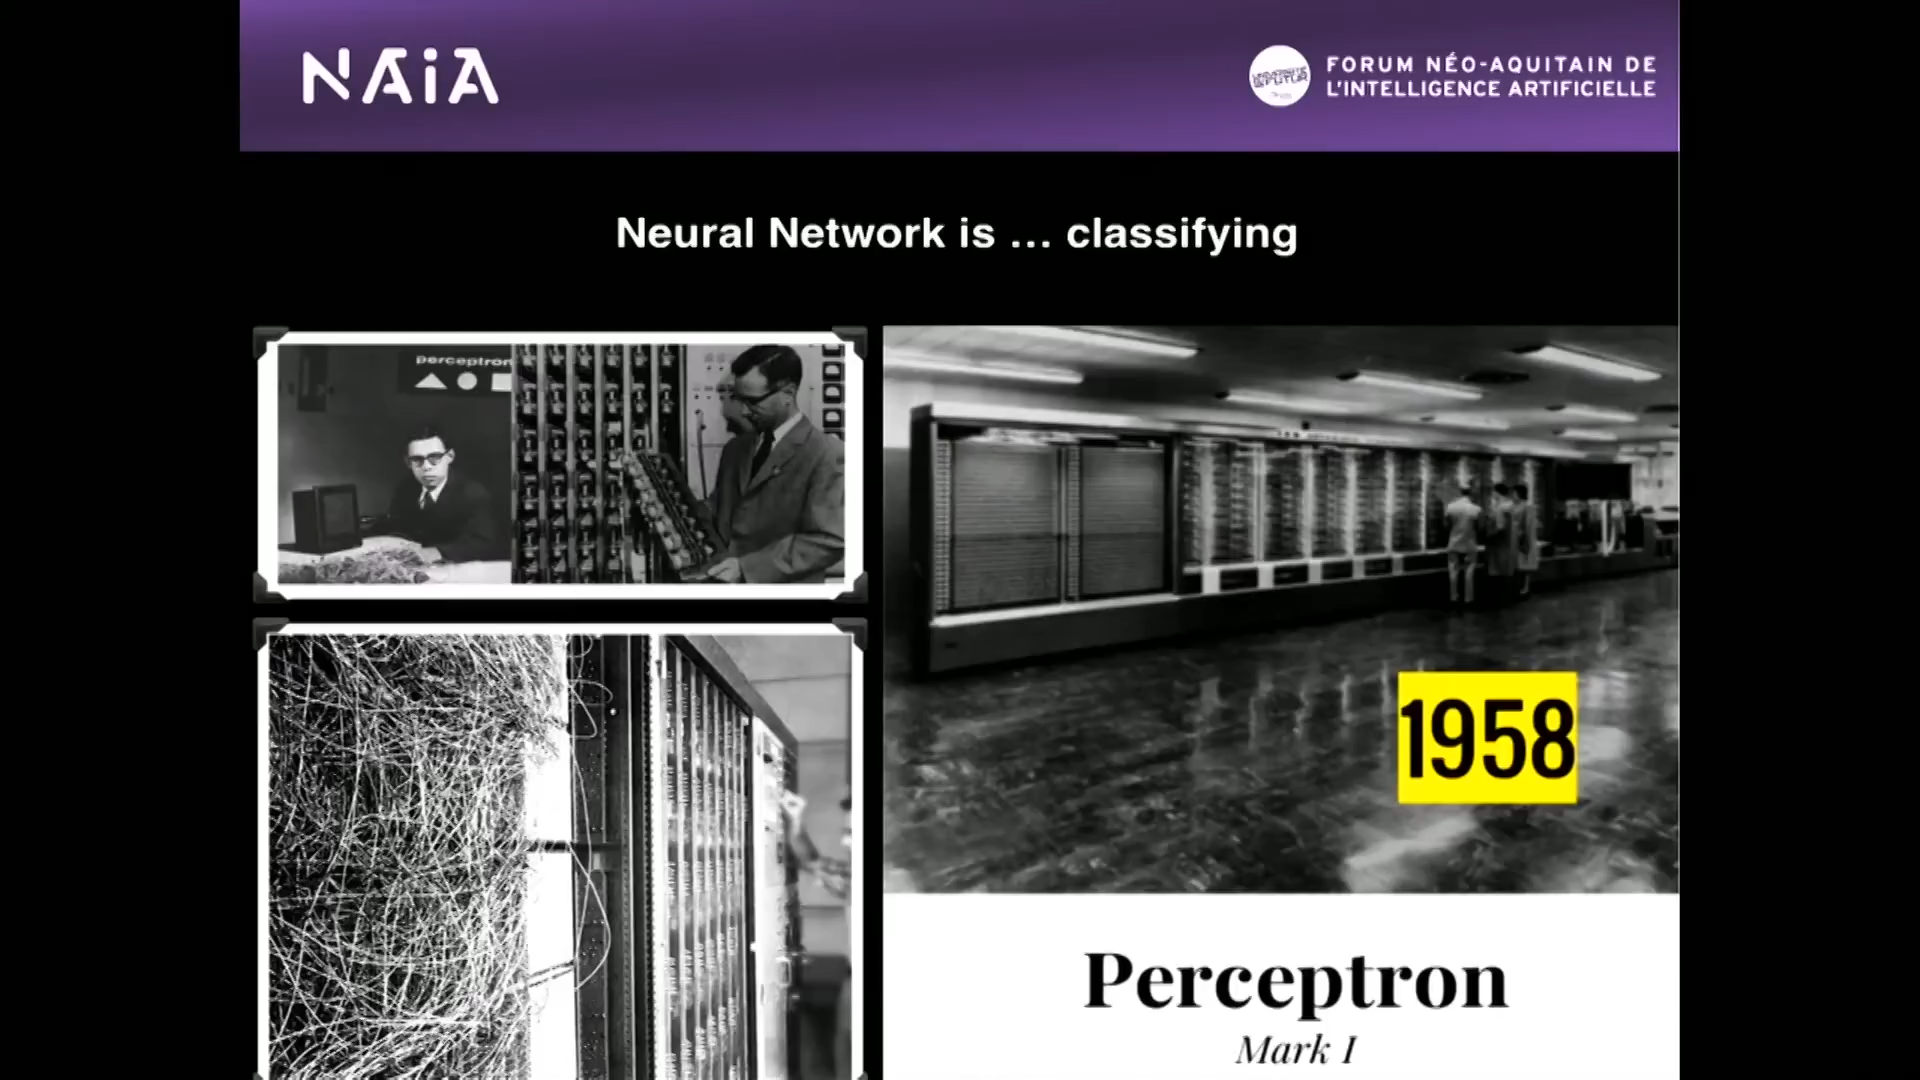 NAiA
FORUM NÉO-AQUITAIN DE
L'INTELLIGENCE ARTIFICIELLE
Neural Network is ... classifying
perceptron
1958
Perceptron
Mark I